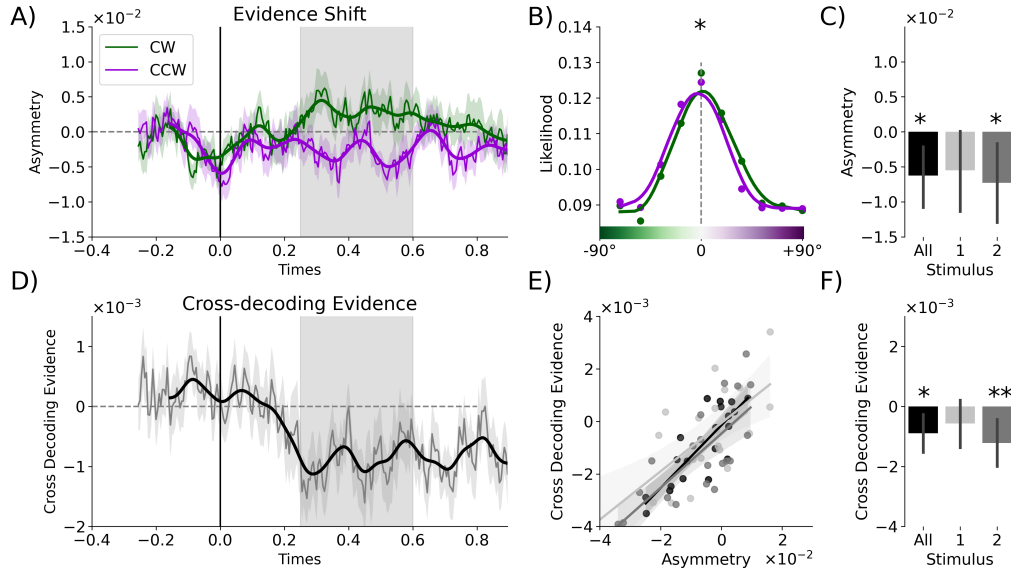 A)
Evidence Shift
×10⁻²
Asymmetry
1.5
1.0
0.5
0.0
−0.5
−1.0
−1.5
CW
CCW
−0.4 −0.2 0.0 0.2 0.4 0.6 0.8
Times
B)
*
Likelihood
0.14
0.13
0.12
0.11
0.10
0.09
-90° 0 +90°
C)
×10⁻²
Asymmetry
1.5
1.0
0.5
0.0
−0.5
−1.0
−1.5
* *
All 1 2
Stimulus
D)
Cross-decoding Evidence
×10⁻³
Cross Decoding Evidence
1
0
−1
−2
−0.4 −0.2 0.0 0.2 0.4 0.6 0.8
Times
E)
×10⁻³
Cross Decoding Evidence
4
2
0
−2
−4
−4 −2 0 2
Asymmetry ×10⁻²
F)
×10⁻³
Cross Decoding Evidence
4
2
0
−2
−4
* **
All 1 2
Stimulus